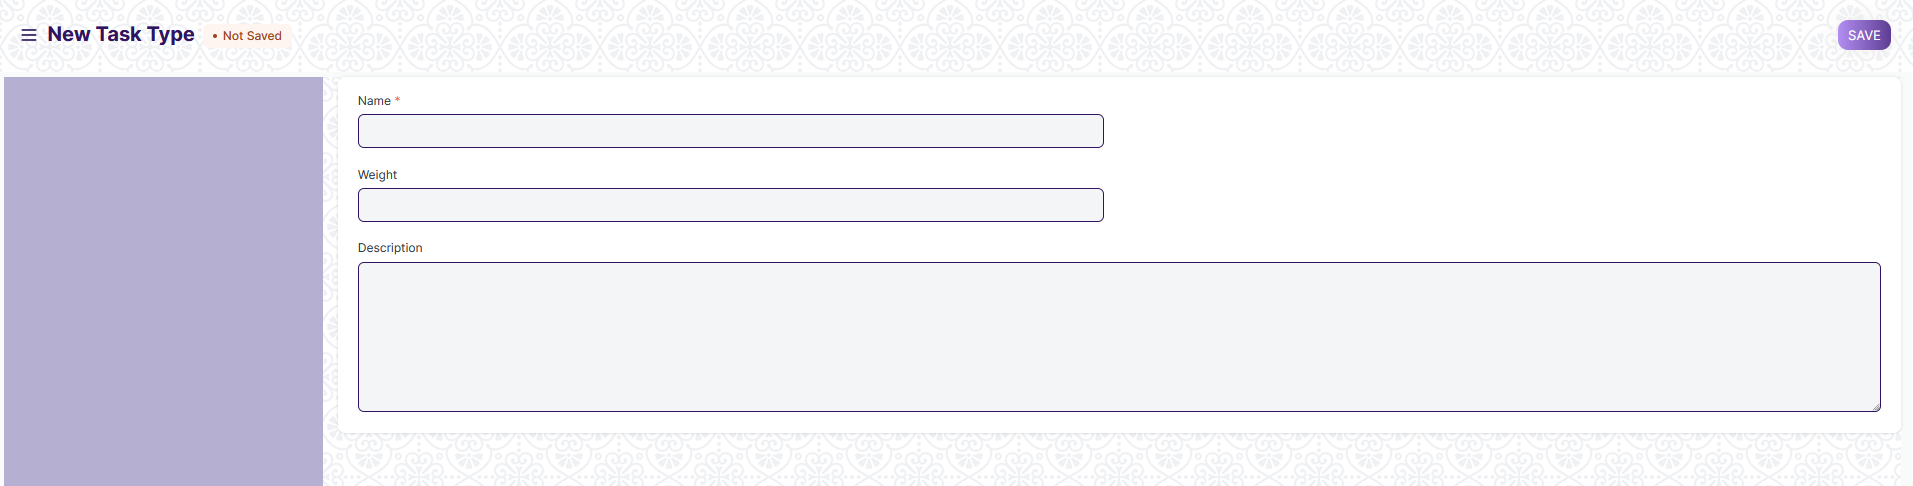 New Task Type
• Not Saved
SAVE
Name *
Weight
Description